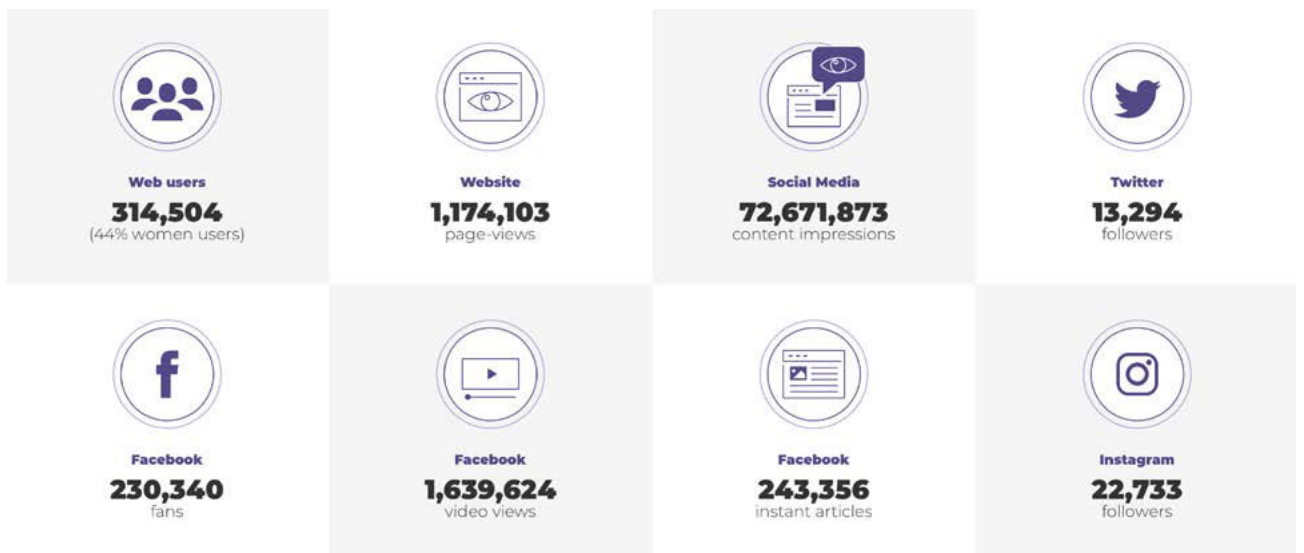 Web users
314,504
(44% women users)
Website
1,174,103
page-views
Social Media
72,671,873
content impressions
Twitter
13,294
followers
Facebook
230,340
fans
Facebook
1,639,624
video views
Facebook
243,356
instant articles
Instagram
22,733
followers